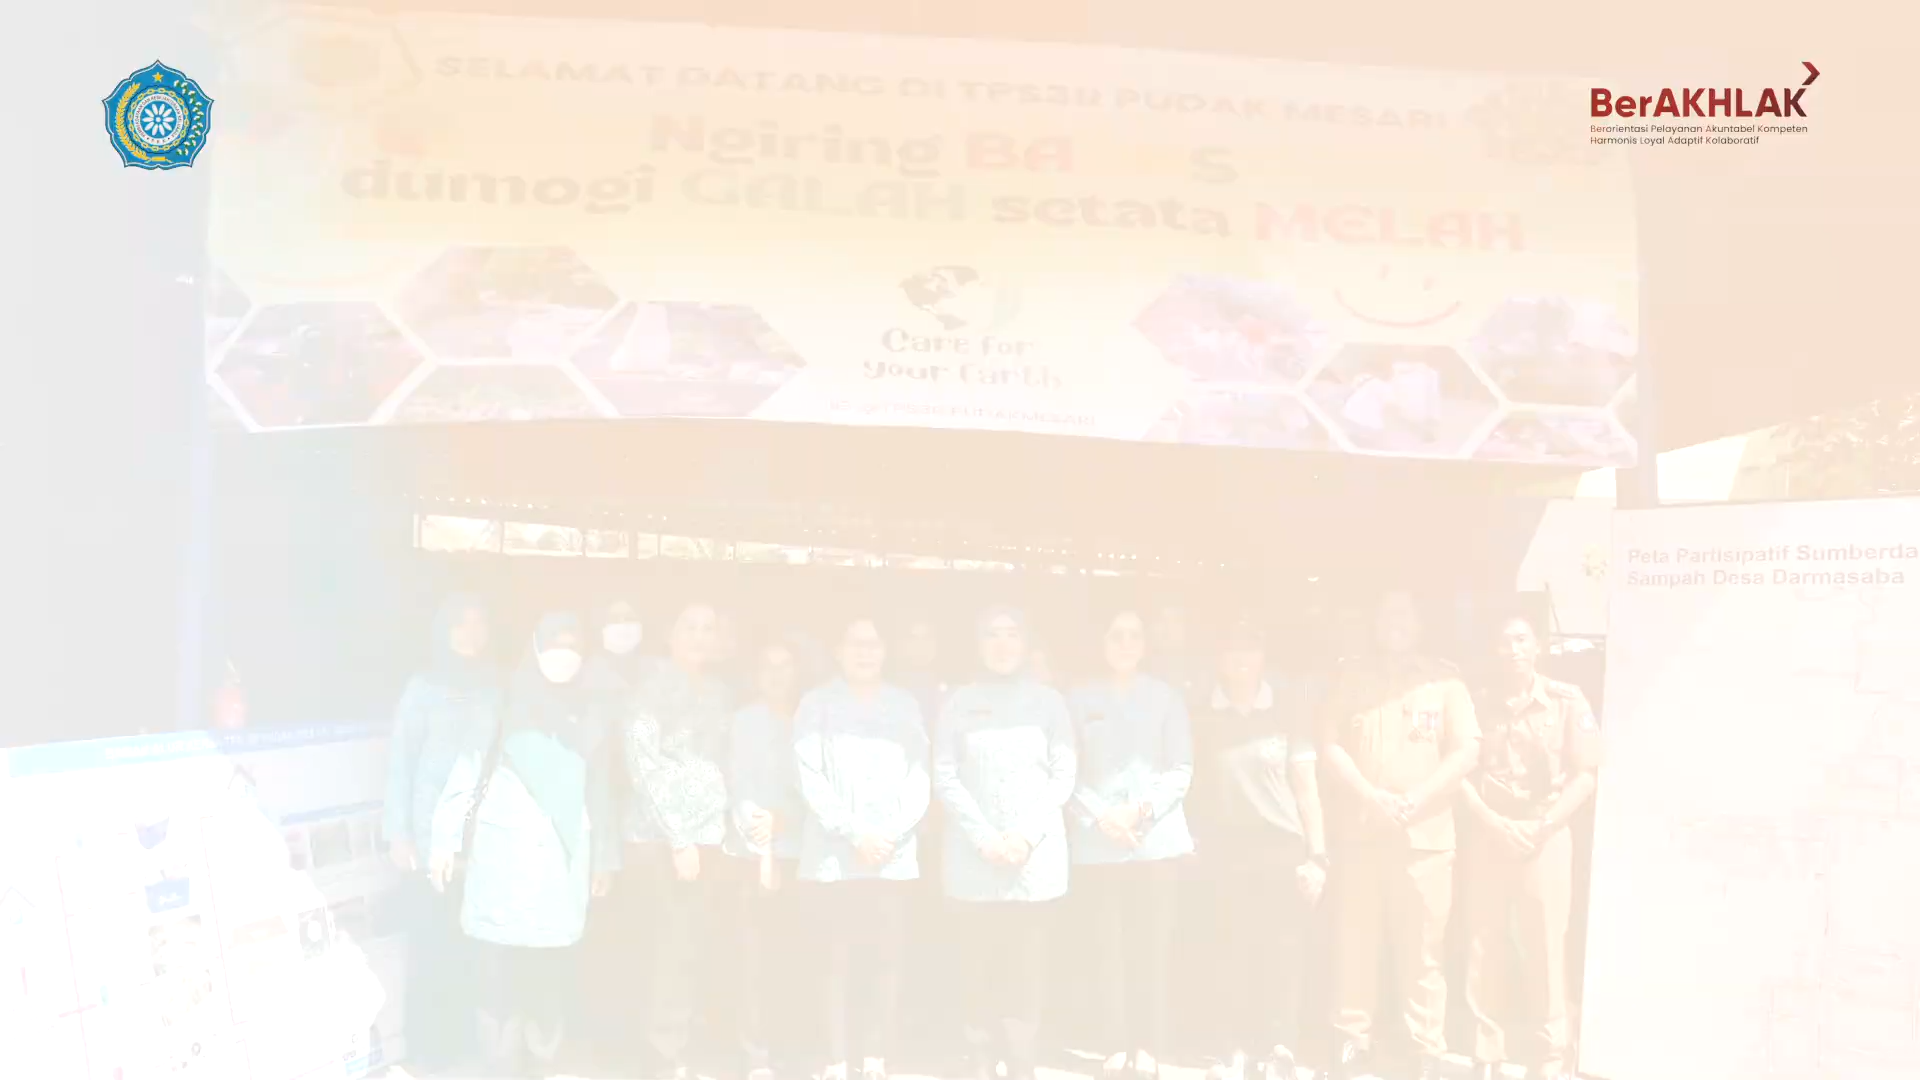 BerAKHLAK
Berorientasi Pelayanan Akuntabel Kompeten
Harmonis Loyal Adaptif Kolaboratif
SELAMAT DATANG DI TPS3R PUDAK MESARI
Ngiring BA S
dumogi GALAH setata MELAH
Care for
your Earth
Peta Partisipatif Sumberda
Sampah Desa Darmasaba